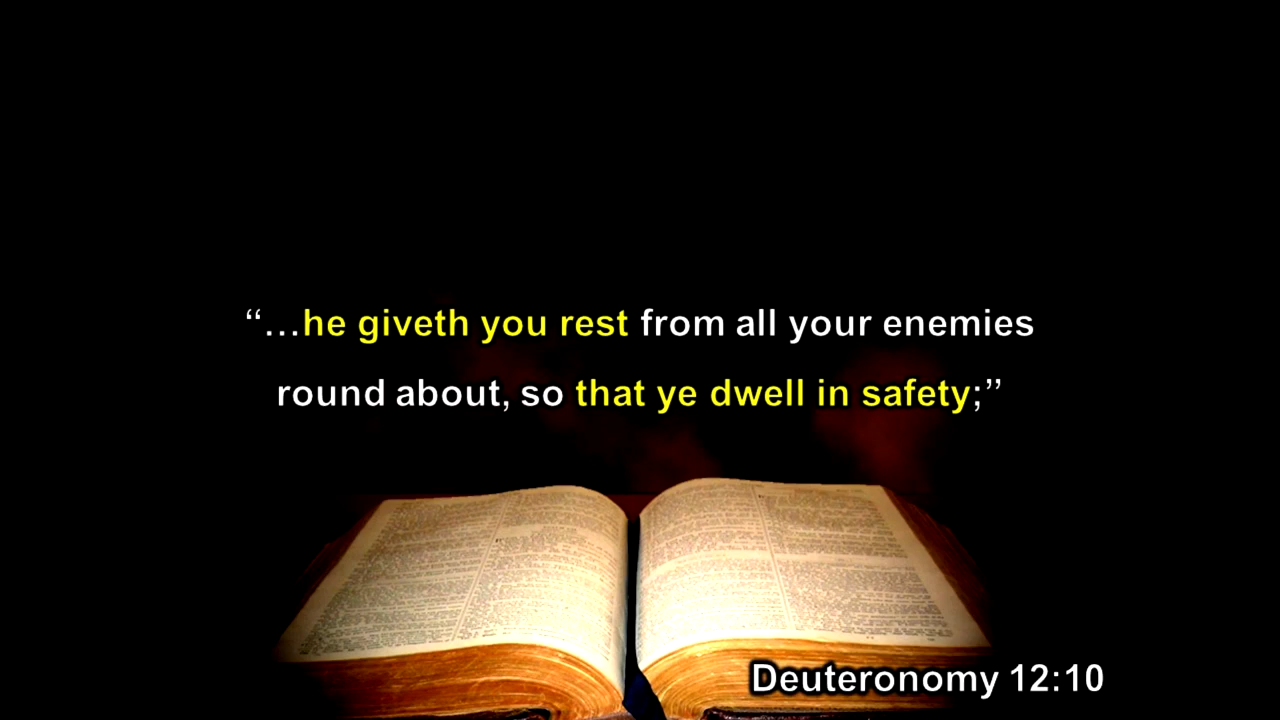 “…he giveth you rest from all your enemies
round about, so that ye dwell in safety;”
Deuteronomy 12:10